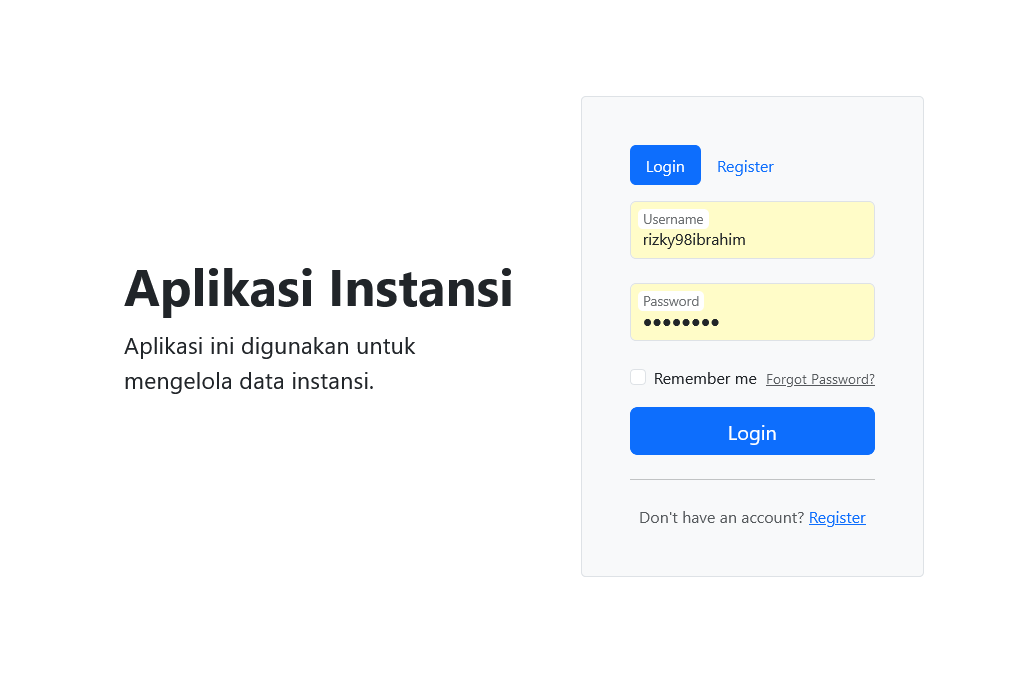 Aplikasi Instansi
Aplikasi ini digunakan untuk
mengelola data instansi.
Login Register
Username
rizky98ibrahim
Password
●●●●●●●●
Remember me Forgot Password?
Login
Don't have an account? Register